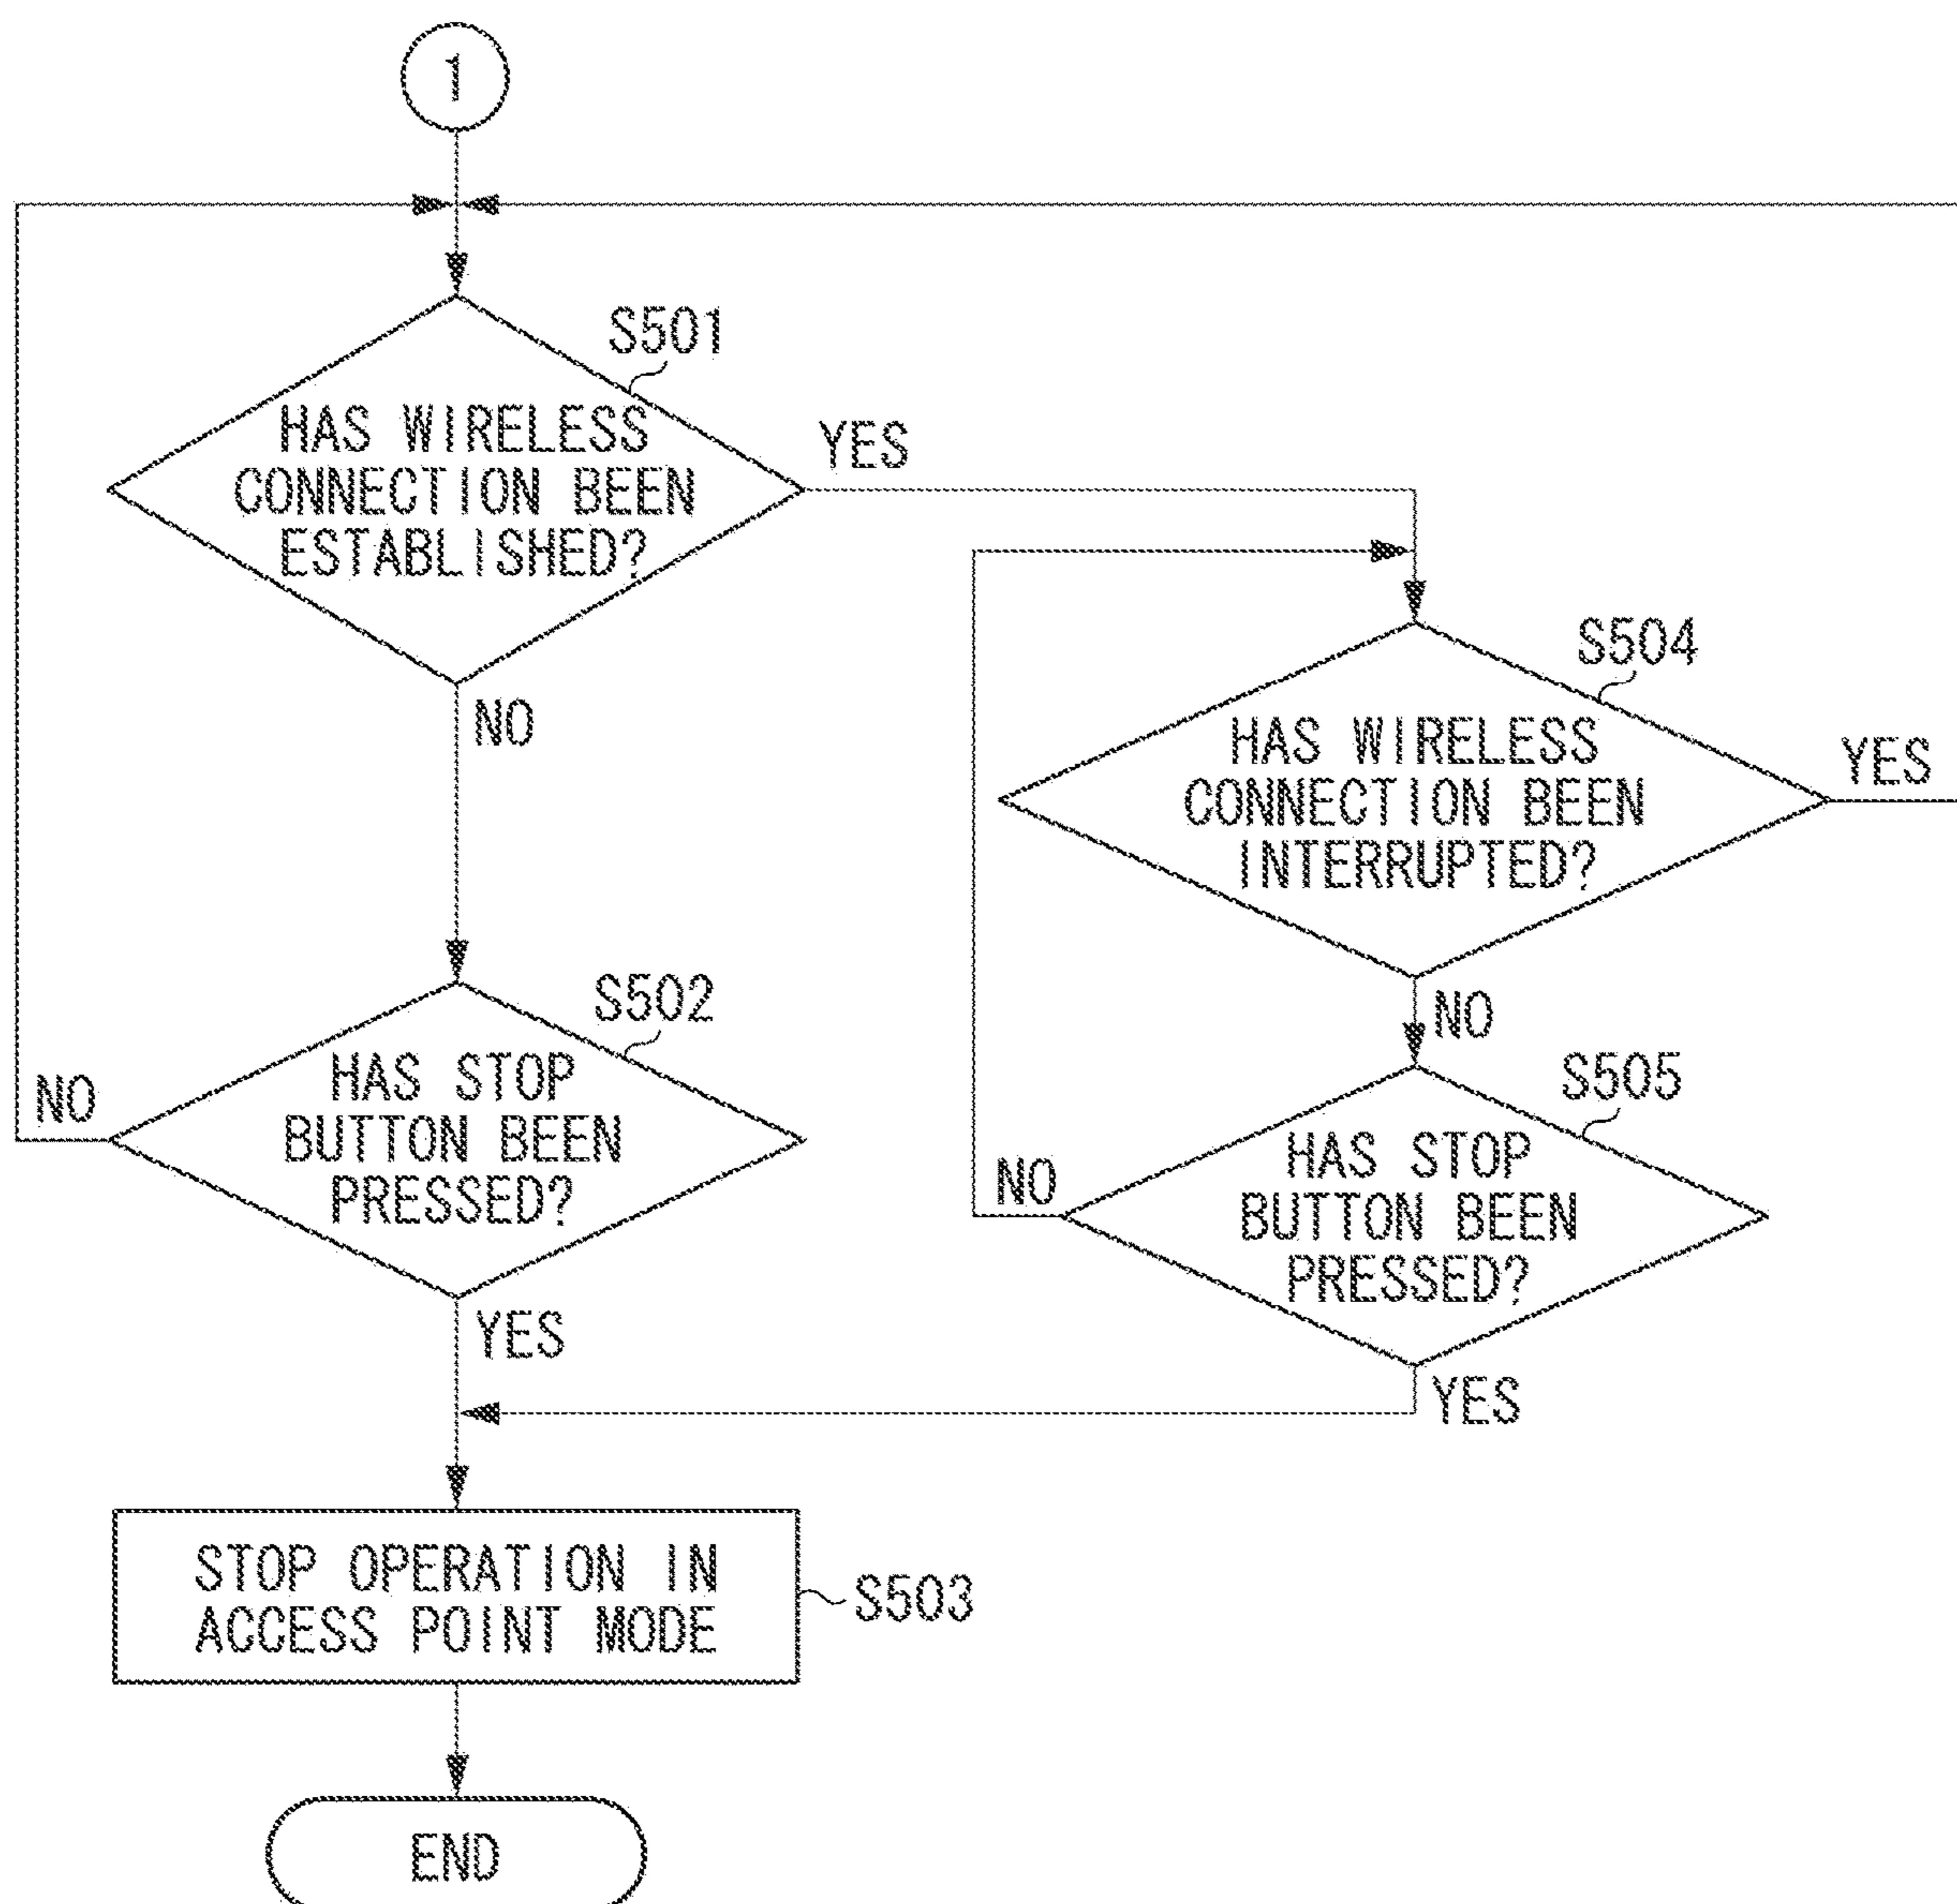 1
S501
HAS WIRELESS
CONNECTION BEEN
ESTABLISHED?
YES
NO
S504
HAS WIRELESS
CONNECTION BEEN
INTERRUPTED?
YES
NO
S502
HAS STOP
BUTTON BEEN
PRESSED?
NO
YES
S505
HAS STOP
BUTTON BEEN
PRESSED?
NO
YES
STOP OPERATION IN
ACCESS POINT MODE
S503
END